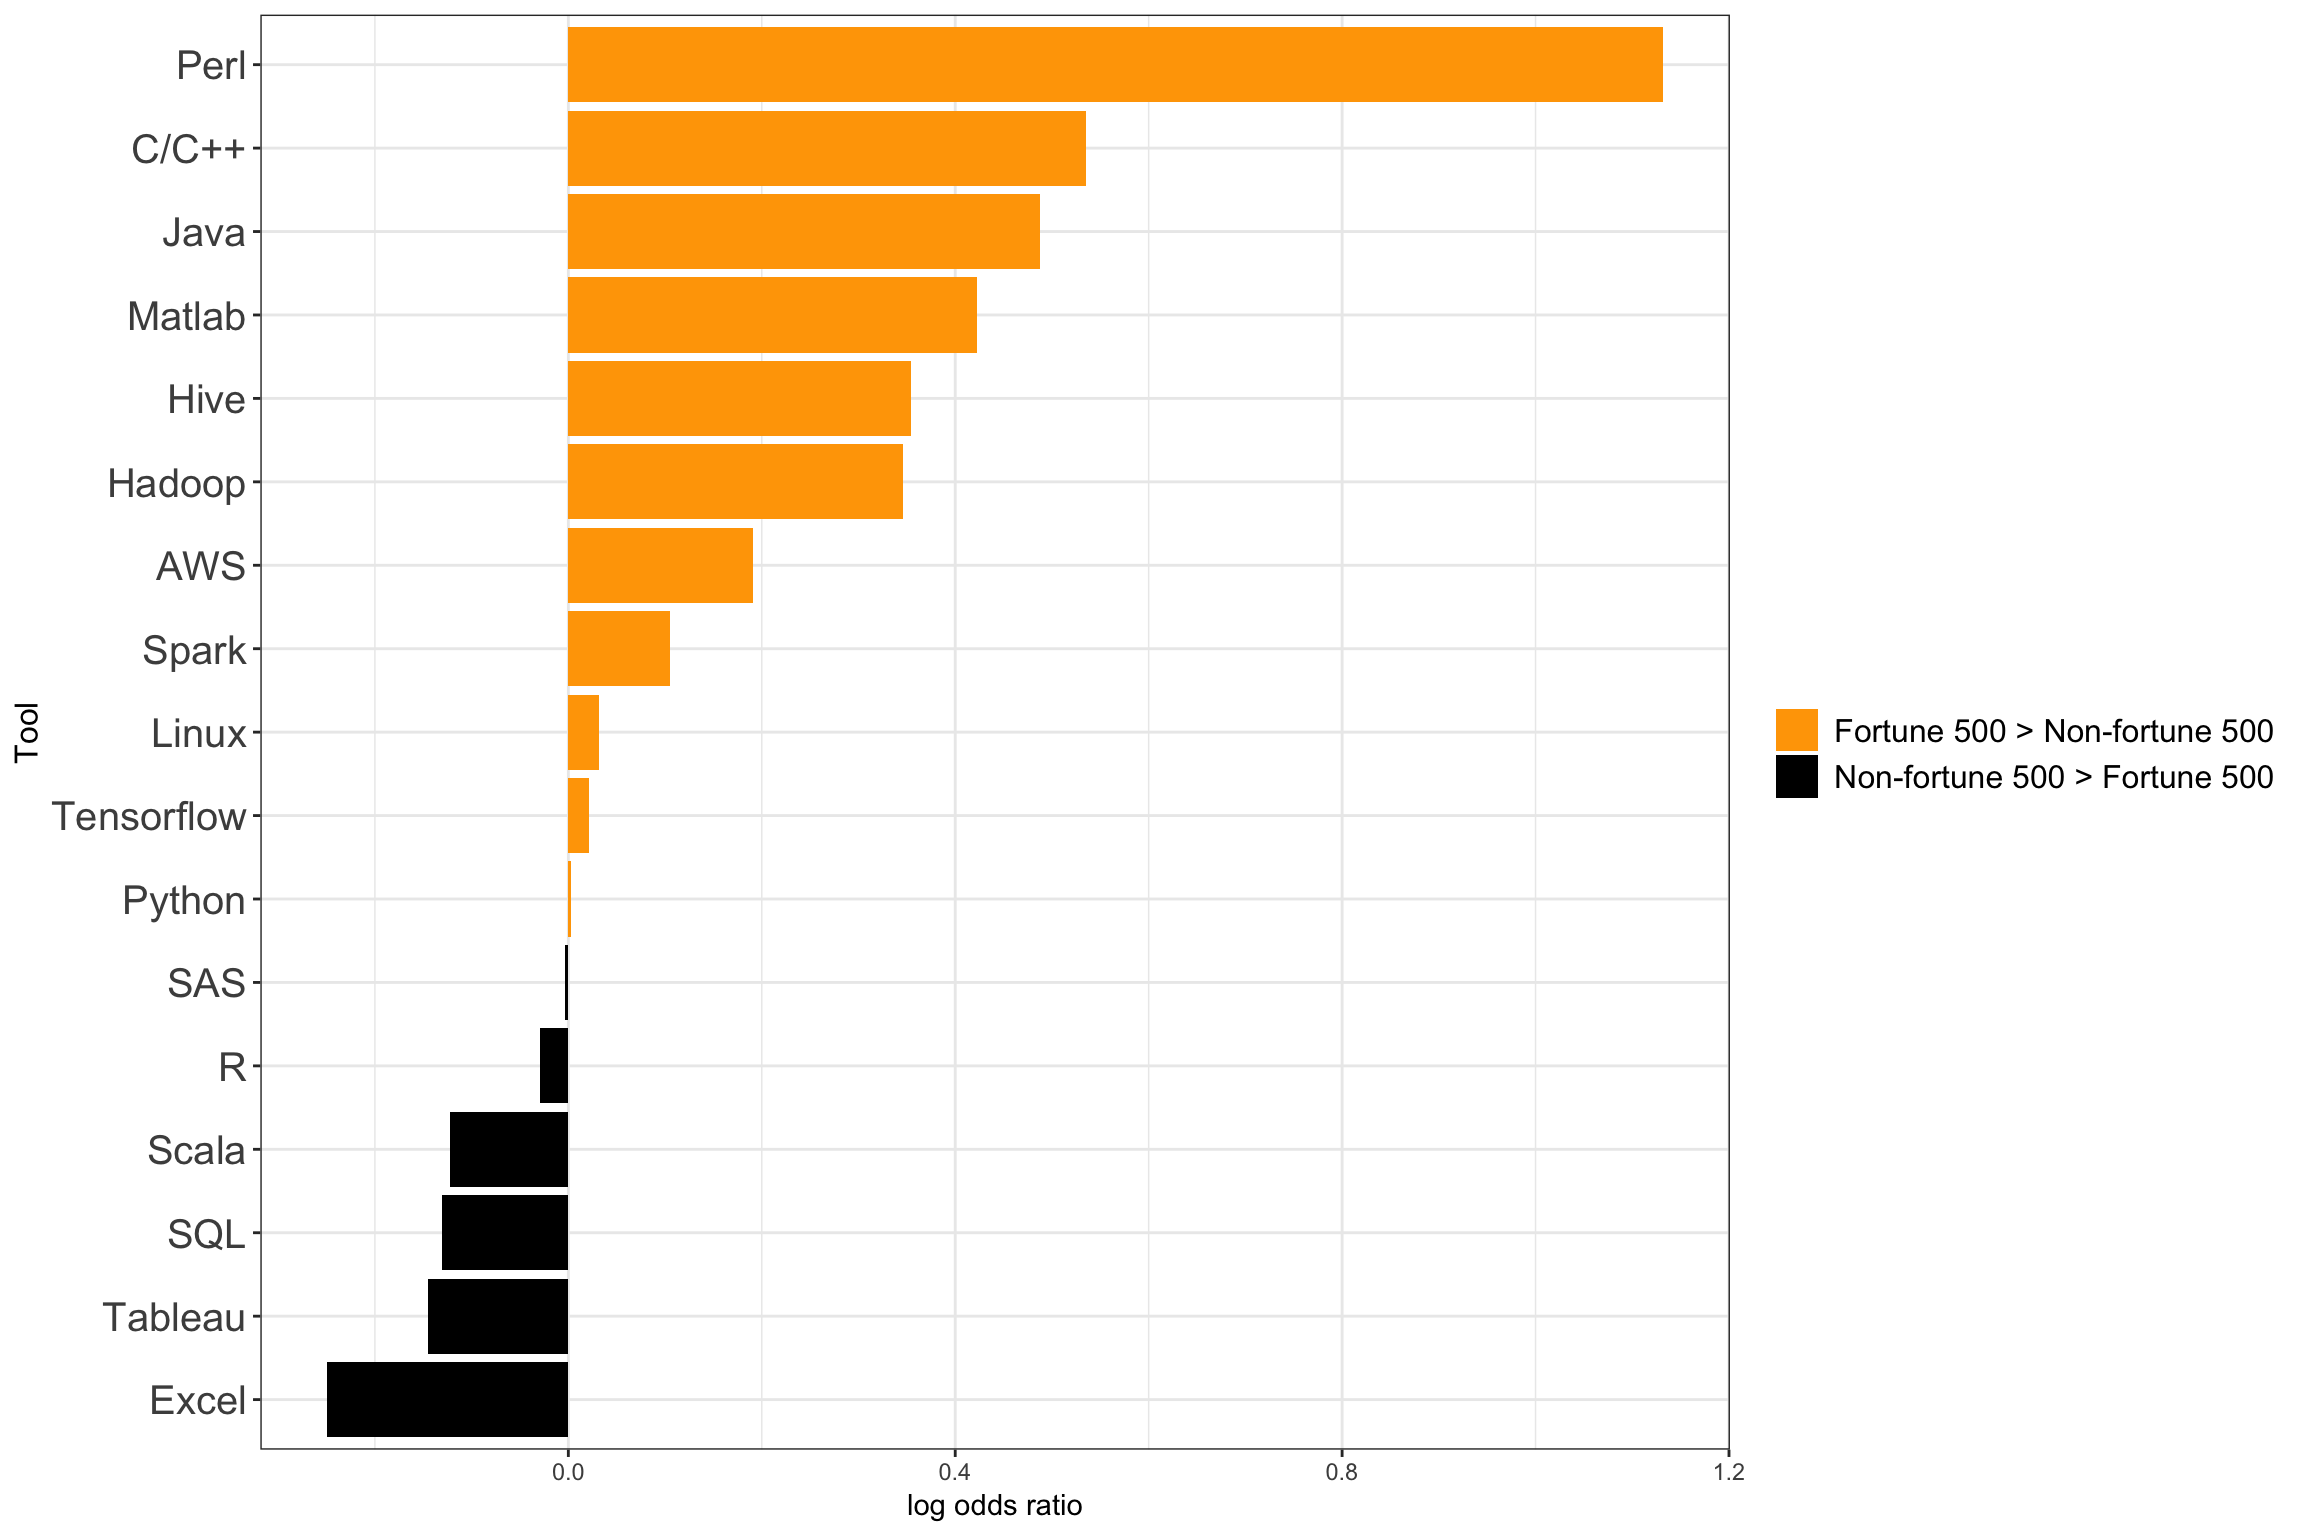 Perl
C/C++
Java
Matlab
Hive
Hadoop
AWS
Spark
Linux
Tensorflow
Python
SAS
R
Scala
SQL
Tableau
Excel
Tool
0.0 0.4 0.8 1.2
log odds ratio
Fortune 500 > Non-fortune 500
Non-fortune 500 > Fortune 500